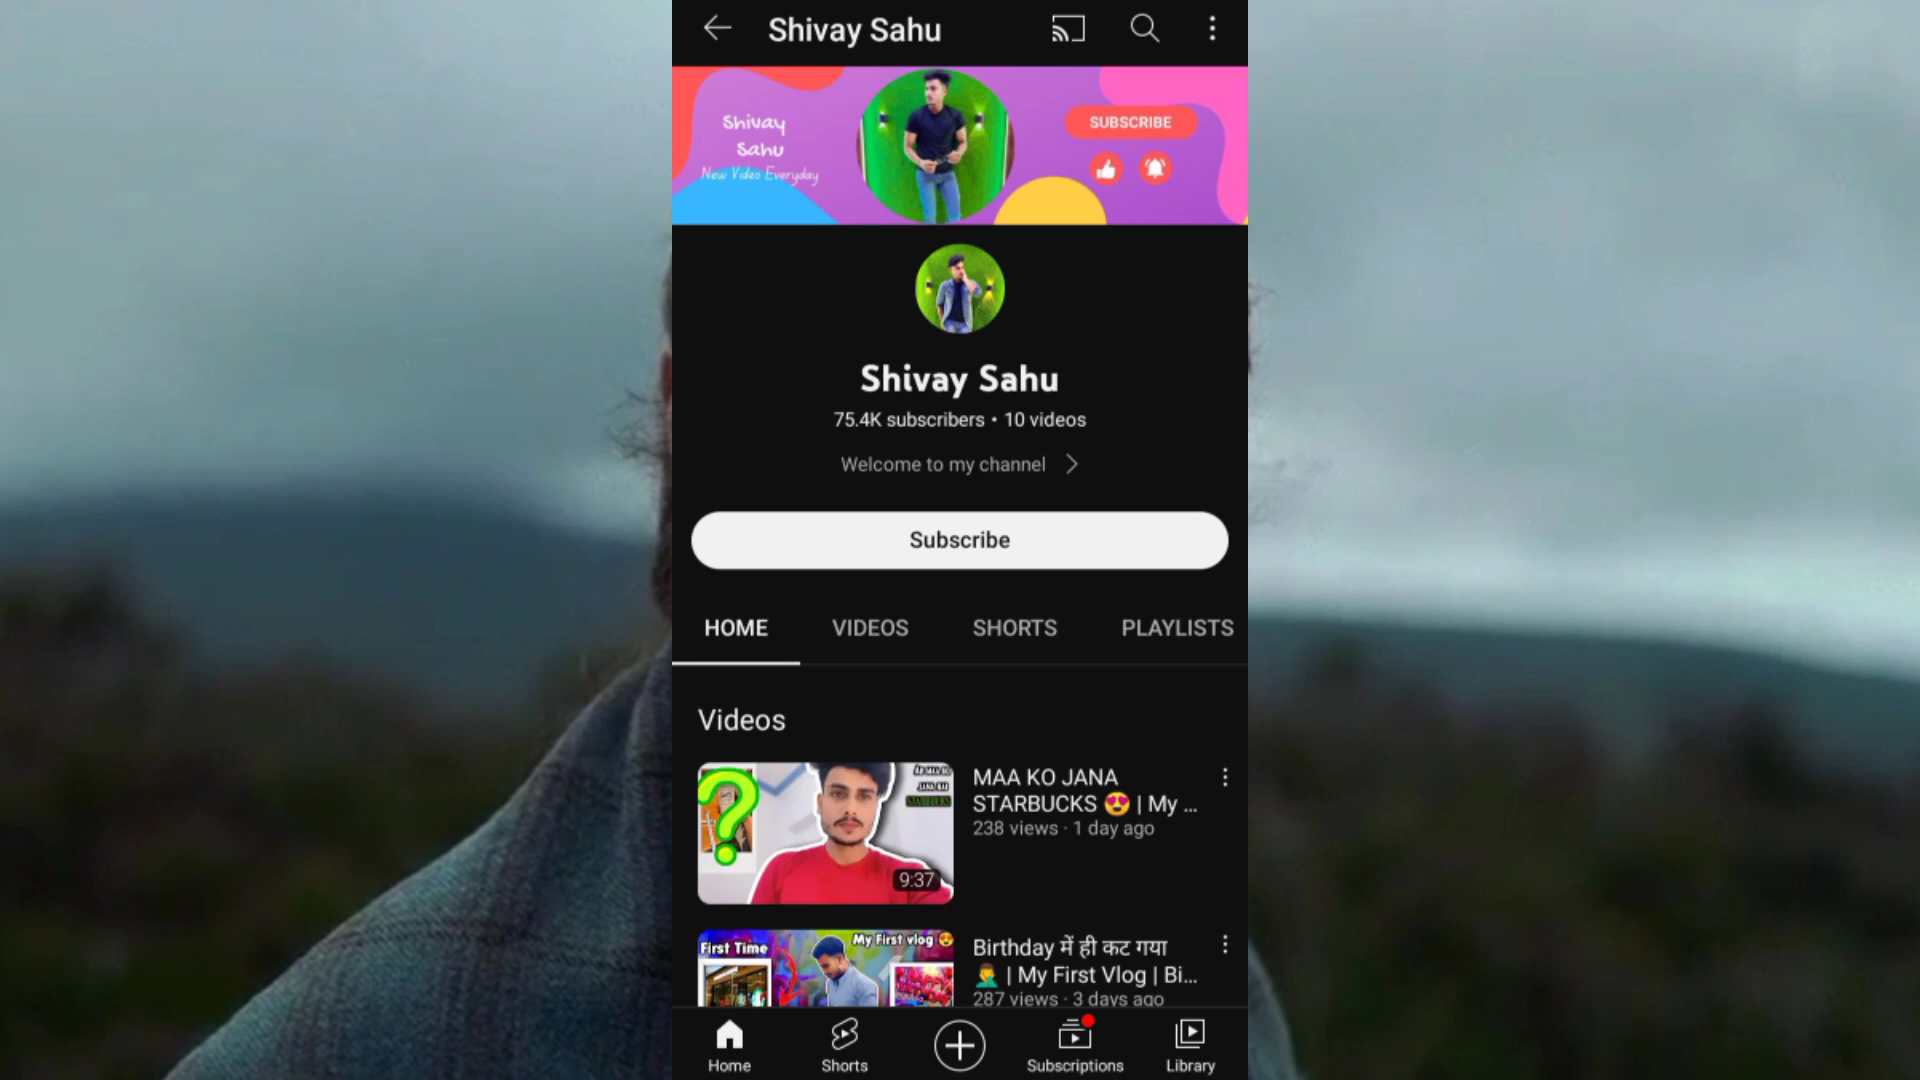 Shivay Sahu
Shivay
Sahu
New Video Everyday
SUBSCRIBE
Shivay Sahu
75.4K subscribers • 10 videos
Welcome to my channel
Subscribe
HOME VIDEOS SHORTS PLAYLISTS
Videos
STARBUCKS
9:37
MAA KO JANA
STARBUCKS 😍 | My ...
238 views · 1 day ago
First Time
My First vlog 😍
Birthday में ही कट गया
🤦‍♂️ | My First Vlog | Bi...
287 views · 3 days ago
Home Shorts Subscriptions Library